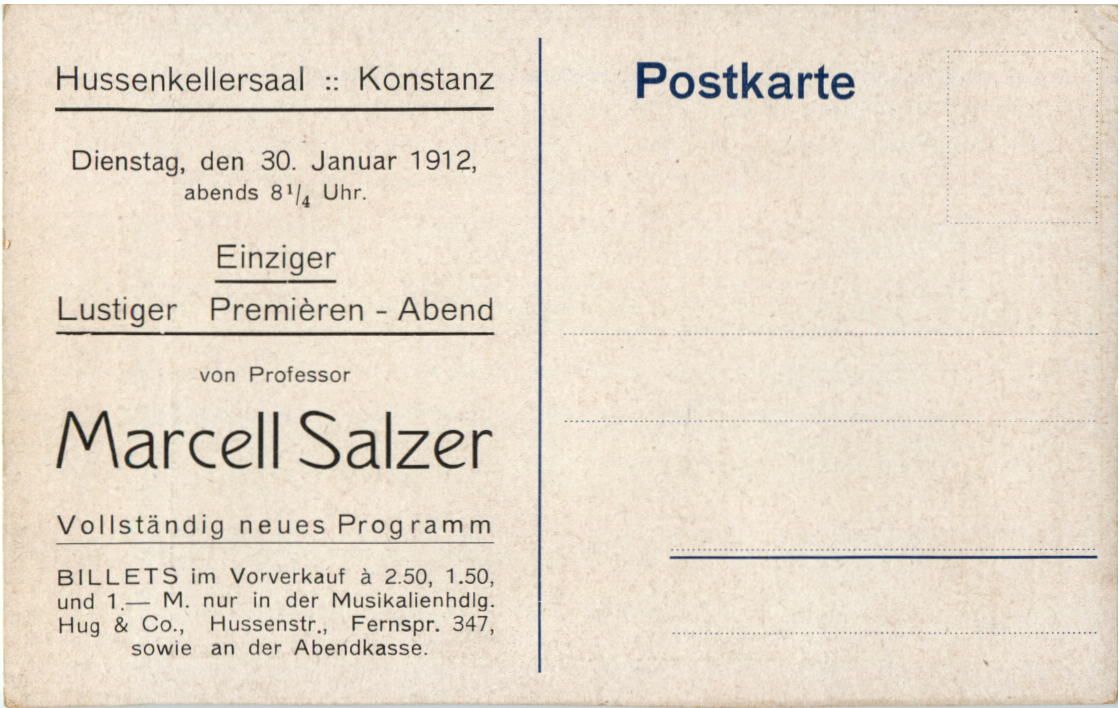 Hussenkellersaal :: Konstanz
Dienstag, den 30. Januar 1912,
abends 8¹/₄ Uhr.
Einziger
Lustiger Premièren - Abend
von Professor
Marcell Salzer
Vollständig neues Programm
BILLETS im Vorverkauf à 2.50, 1.50,
und 1.— M. nur in der Musikalienhdlg.
Hug & Co., Hussenstr., Fernspr. 347,
sowie an der Abendkasse.
Postkarte